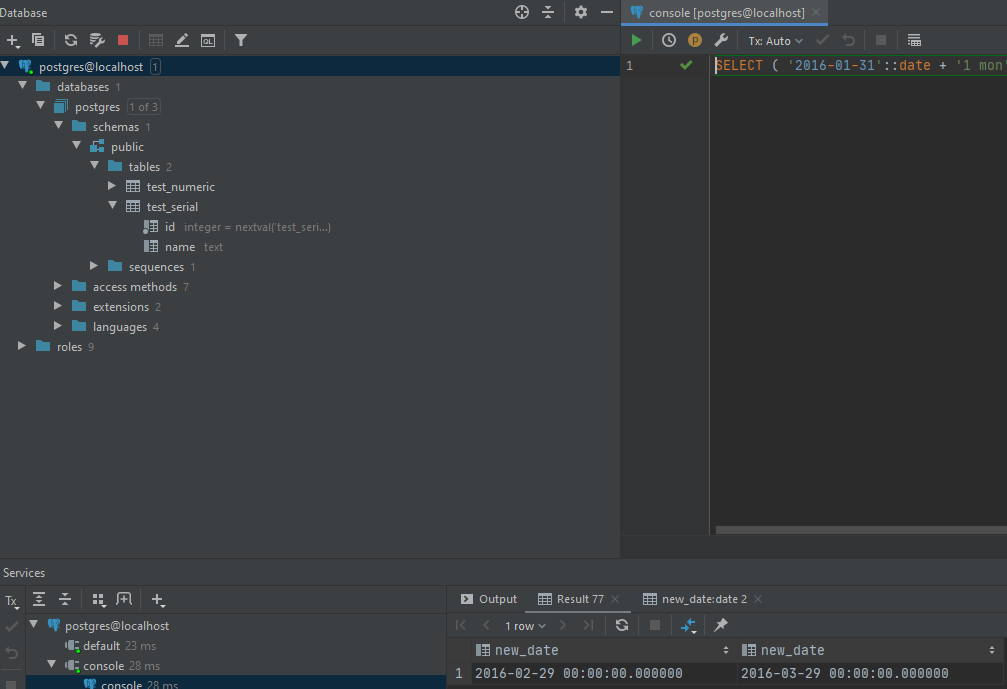 Database
postgres@localhost 1
databases 1
postgres 1 of 3
schemas 1
public
tables 2
test_numeric
test_serial
id integer = nextval('test_seri...)
name text
sequences 1
access methods 7
extensions 2
languages 4
roles 9
console [postgres@localhost]
Tx: Auto
1 SELECT ( '2016-01-31'::date + '1 mon'
Services
Tx
postgres@localhost
default 23 ms
console 28 ms
console 28 ms
Output Result 77 new_date:date 2
1 row
new_date new_date
1 2016-02-29 00:00:00.000000 2016-03-29 00:00:00.000000